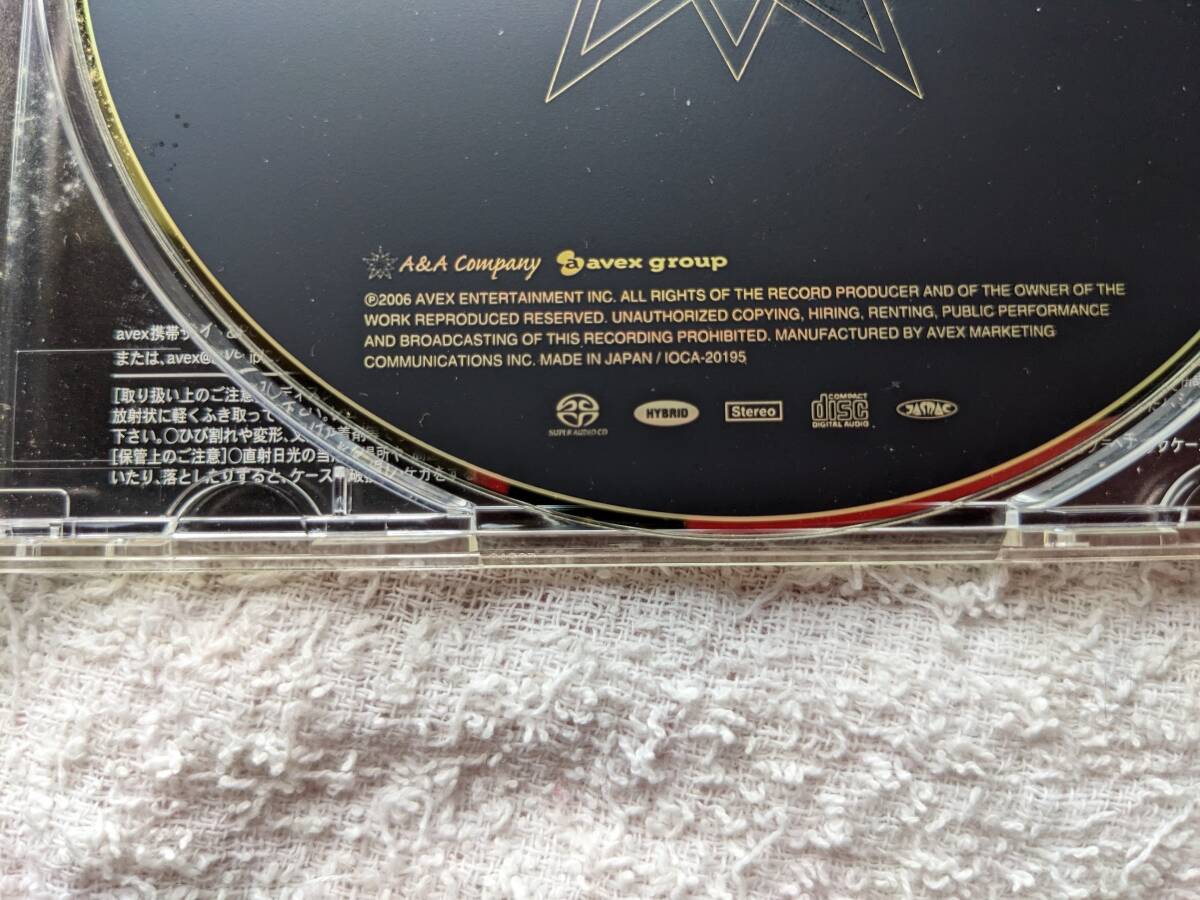 A&A Company avex group
℗2006 AVEX ENTERTAINMENT INC. ALL RIGHTS OF THE RECORD PRODUCER AND OF THE OWNER OF THE
WORK REPRODUCED RESERVED. UNAUTHORIZED COPYING, HIRING, RENTING, PUBLIC PERFORMANCE
AND BROADCASTING OF THIS RECORDING PROHIBITED. MANUFACTURED BY AVEX MARKETING
COMMUNICATIONS INC. MADE IN JAPAN / IOCA-20195
SUPER AUDIO CD
HYBRID
Stereo
COMPACT
disc
DIGITAL AUDIO
JASRAC
avex携帯
または、avex@
[取り扱い上のご注意
放射状に軽くふき取って
下さい。○ひび割れや変形、
[保管上のご注意]○直射日光の当
いたり、落としたりすると、ケース